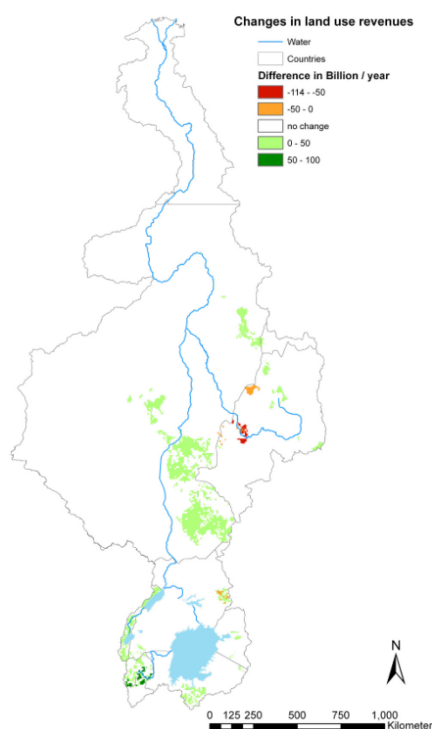 Changes in land use revenues
Water
Countries
Difference in Billion / year
-114 - -50
-50 - 0
no change
0 - 50
50 - 100
N
0 125 250 500 750 1,000
Kilometer